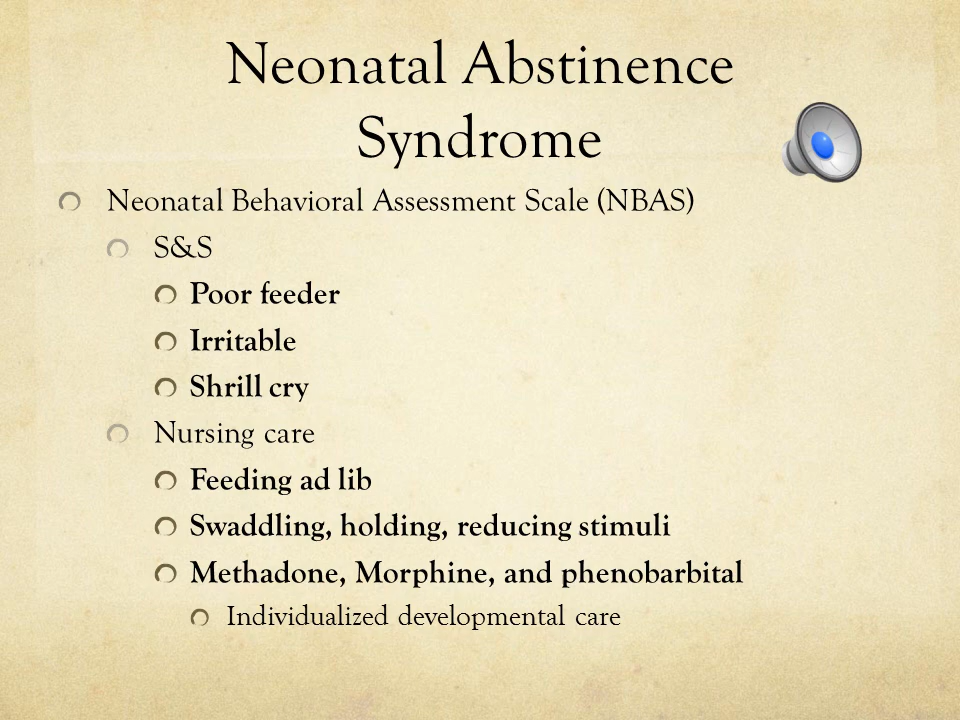 Neonatal Abstinence
Syndrome
Neonatal Behavioral Assessment Scale (NBAS)
S&S
Poor feeder
Irritable
Shrill cry
Nursing care
Feeding ad lib
Swaddling, holding, reducing stimuli
Methadone, Morphine, and phenobarbital
Individualized developmental care